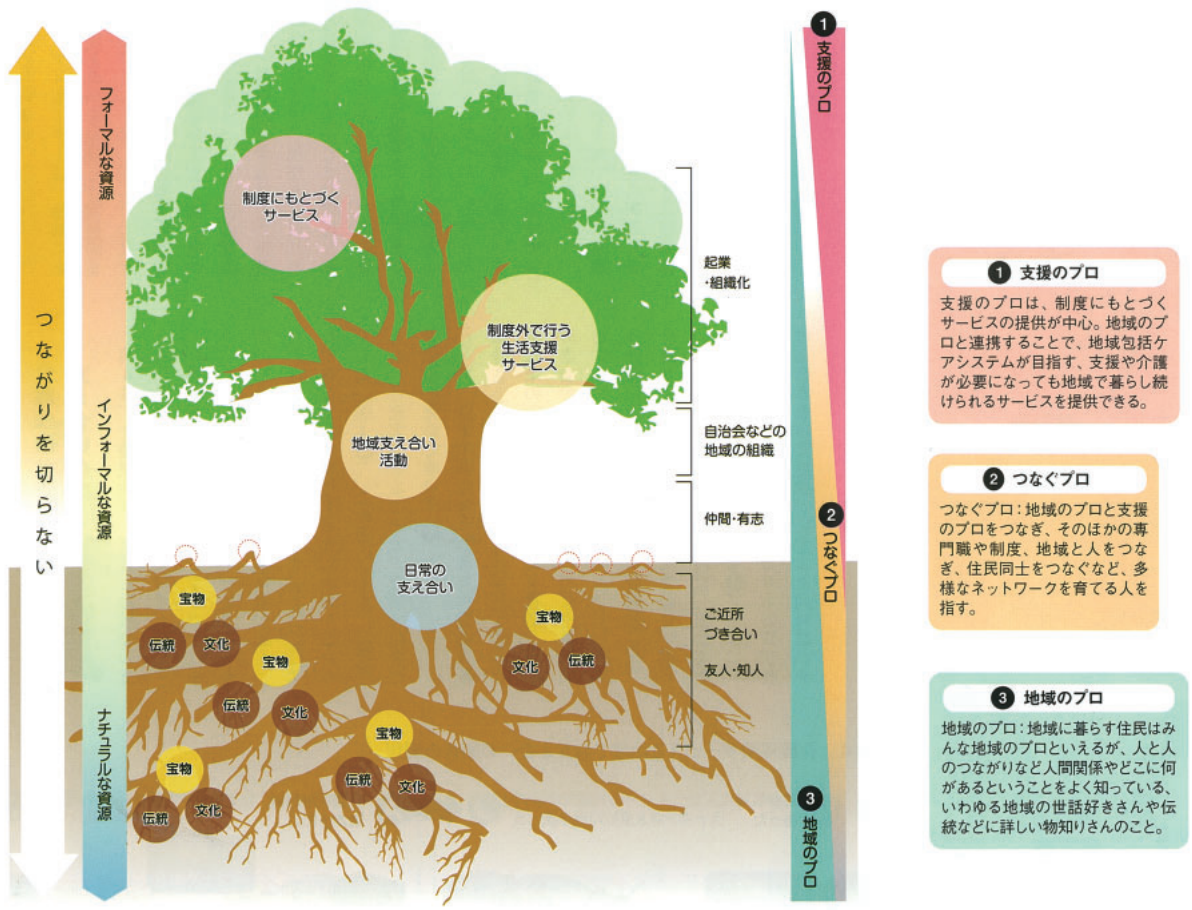 つながりを切らない
フォーマルな資源
インフォーマルな資源
ナチュラルな資源
制度にもとづく
サービス
制度外で行う
生活支援
サービス
地域支え合い
活動
日常の
支え合い
宝物
伝統
文化
宝物
伝統
文化
宝物
伝統
文化
宝物
伝統
文化
宝物
文化
伝統
起業
・組織化
自治会などの
地域の組織
仲間・有志
ご近所
づき合い
友人・知人
1 支援のプロ
2 つなぐプロ
3 地域のプロ
1 支援のプロ
支援のプロは、制度にもとづく
サービスの提供が中心。地域のプ
ロと連携することで、地域包括ケ
アシステムが目指す、支援や介護
が必要になっても地域で暮らし続
けられるサービスを提供できる。
2 つなぐプロ
つなぐプロ：地域のプロと支援
のプロをつなぎ、そのほかの専
門職や制度、地域と人をつな
ぎ、住民同士をつなぐなど、多
様なネットワークを育てる人を
指す。
3 地域のプロ
地域のプロ：地域に暮らす住民はみ
んな地域のプロといえるが、人と人
のつながりなど人間関係やどこに何
があるということをよく知っている、
いわゆる地域の世話好きさんや伝
統などに詳しい物知りさんのこと。